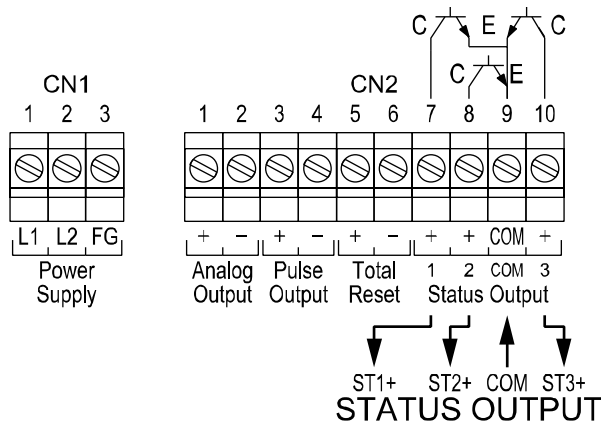 C E C
C E
CN1 CN2
1 2 3 1 2 3 4 5 6 7 8 9 10
L1 L2 FG + − + − + − + + COM +
Power Supply
Analog Output
Pulse Output
Total Reset
1 2 COM 3
Status Output
ST1+ ST2+ COM ST3+
STATUS OUTPUT